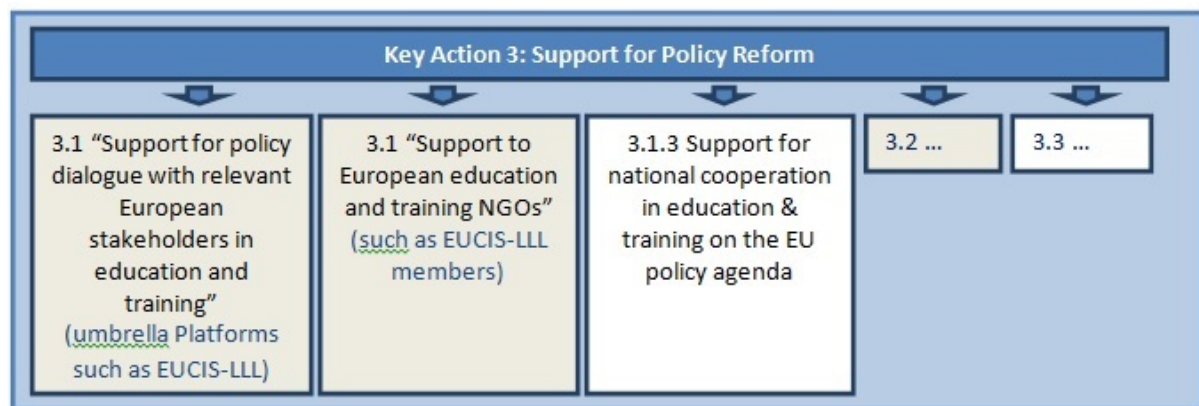 Key Action 3: Support for Policy Reform
3.1 “Support for policy
dialogue with relevant
European
stakeholders in
education and
training”
(umbrella Platforms
such as EUCIS-LLL)
3.1 “Support to
European education
and training NGOs”
(such as EUCIS-LLL
members)
3.1.3 Support for
national cooperation
in education &
training on the EU
policy agenda
3.2 ...
3.3 ...